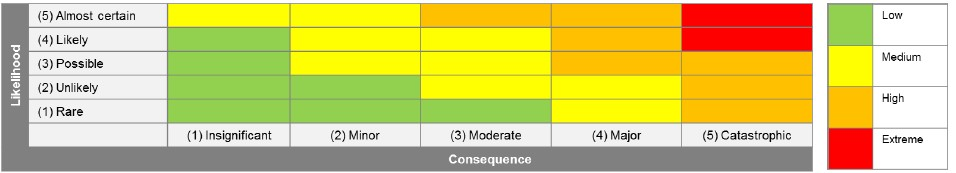 Likelihood
(5) Almost certain
(4) Likely
(3) Possible
(2) Unlikely
(1) Rare
(1) Insignificant
(2) Minor
(3) Moderate
(4) Major
(5) Catastrophic
Consequence
Low
Medium
High
Extreme